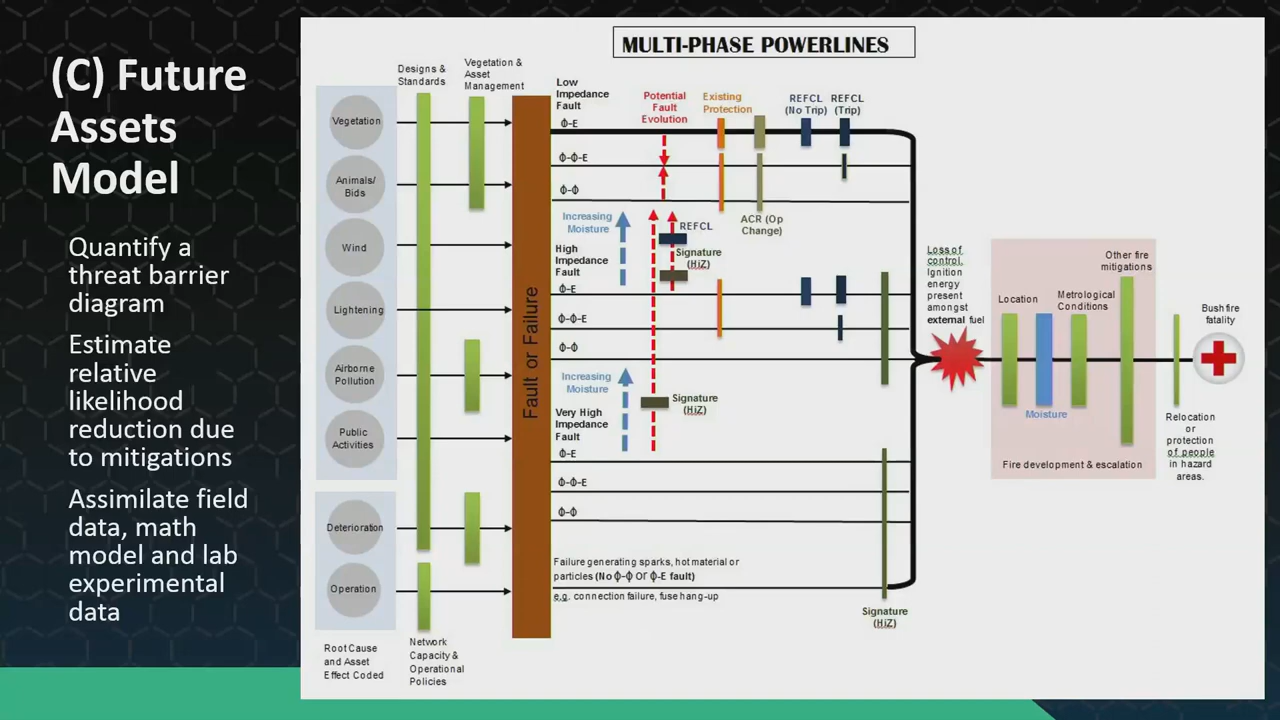 (C) Future
Assets
Model
Quantify a
threat barrier
diagram
Estimate
relative
likelihood
reduction due
to mitigations
Assimilate field
data, math
model and lab
experimental
data
MULTI-PHASE POWERLINES
Designs &
Standards
Vegetation &
Asset
Management
Vegetation
Animals/
Bids
Wind
Lightening
Airborne
Pollution
Public
Activities
Deterioration
Operation
Root Cause
and Asset
Effect Coded
Network
Capacity &
Operational
Policies
Fault or Failure
Low
Impedance
Fault
ф-E
ф-ф-E
ф-ф
Potential
Fault
Evolution
Existing
Protection
REFCL
(No Trip)
REFCL
(Trip)
ACR (Op
Change)
Increasing
Moisture
REFCL
Signature
(HiZ)
High
Impedance
Fault
ф-E
ф-ф-E
ф-ф
Increasing
Moisture
Signature
(HiZ)
Very High
Impedance
Fault
ф-E
ф-ф-E
ф-ф
Failure generating sparks, hot material or
particles (No ф-ф or ф-E fault)
e.g. connection failure, fuse hang-up
Signature
(HiZ)
Loss of
control.
Ignition
energy
present
amongst
external fuel
Location
Metrological
Conditions
Other fire
mitigations
Moisture
Fire development & escalation
Bushfire
fatality
Relocation
or
protection
of people
in hazard
areas.